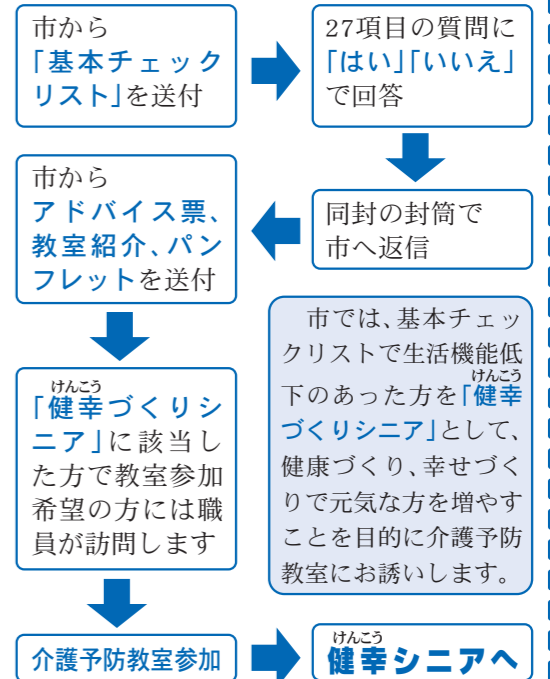 市から
「基本チェック
リスト」を送付
27項目の質問に
「はい」「いいえ」
で回答
同封の封筒で
市へ返信
市から
アドバイス票、
教室紹介、パン
フレットを送付
市では、基本チェッ
クリストで生活機能低
けんこう
下のあった方を「健幸
づくりシニア」として、
健康づくり、幸せづく
りで元気な方を増やす
ことを目的に介護予防
教室にお誘いします。
けんこう
「健幸づくりシ
ニア」に該当し
た方で教室参加
希望の方には職
員が訪問します
介護予防教室参加
けんこう
健幸シニアへ